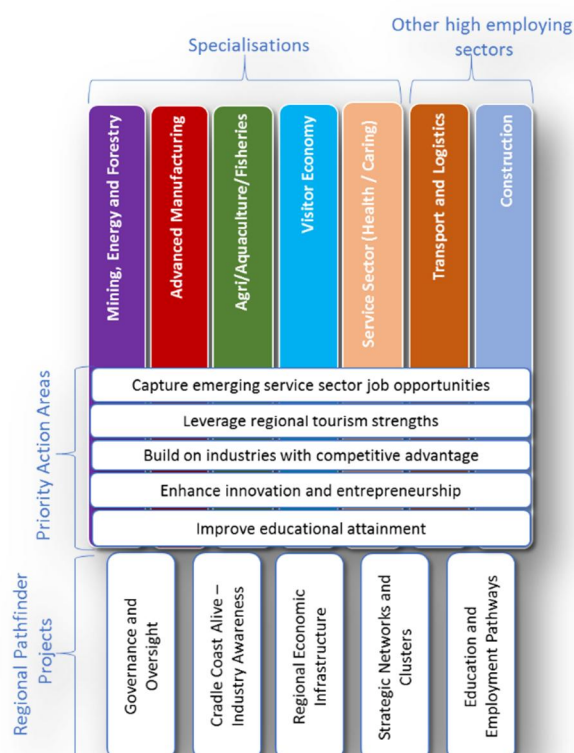 Specialisations
Other high employing
sectors
Mining, Energy and Forestry
Advanced Manufacturing
Agri/Aquaculture/Fisheries
Visitor Economy
Service Sector (Health / Caring)
Transport and Logistics
Construction
Priority Action Areas
Capture emerging service sector job opportunities
Leverage regional tourism strengths
Build on industries with competitive advantage
Enhance innovation and entrepreneurship
Improve educational attainment
Regional Pathfinder
Projects
Governance and
Oversight
Cradle Coast Alive –
Industry Awareness
Regional Economic
Infrastructure
Strategic Networks and
Clusters
Education and
Employment Pathways